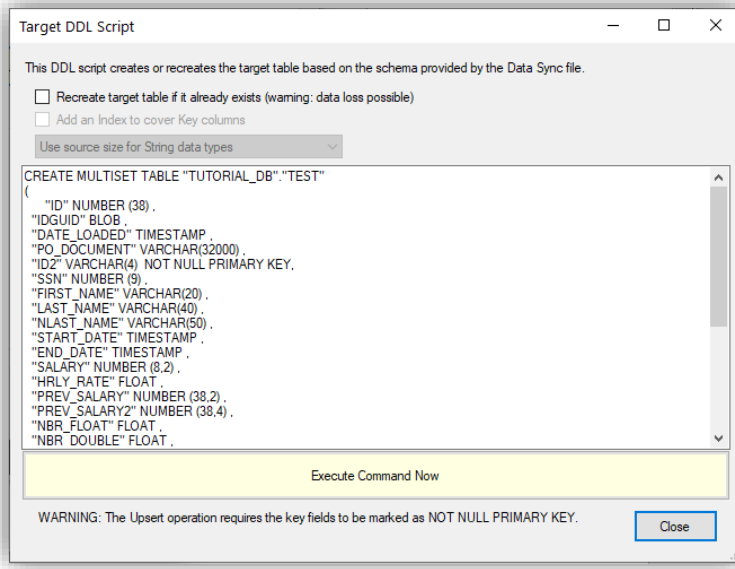 Target DDL Script
This DDL script creates or recreates the target table based on the schema provided by the Data Sync file.
Recreate target table if it already exists (warning: data loss possible)
Add an Index to cover Key columns
Use source size for String data types
CREATE MULTISET TABLE "TUTORIAL_DB"."TEST"
(
"ID" NUMBER (38) ,
"IDGUID" BLOB ,
"DATE_LOADED" TIMESTAMP ,
"PO_DOCUMENT" VARCHAR(32000) ,
"ID2" VARCHAR(4) NOT NULL PRIMARY KEY,
"SSN" NUMBER (9) ,
"FIRST_NAME" VARCHAR(20) ,
"LAST_NAME" VARCHAR(40) ,
"NLAST_NAME" VARCHAR(50) ,
"START_DATE" TIMESTAMP ,
"END_DATE" TIMESTAMP ,
"SALARY" NUMBER (8,2) ,
"HRLY_RATE" FLOAT ,
"PREV_SALARY" NUMBER (38,2) ,
"PREV_SALARY2" NUMBER (38,4) ,
"NBR_FLOAT" FLOAT ,
"NBR_DOUBLE" FLOAT ,
Execute Command Now
WARNING: The Upsert operation requires the key fields to be marked as NOT NULL PRIMARY KEY.
Close